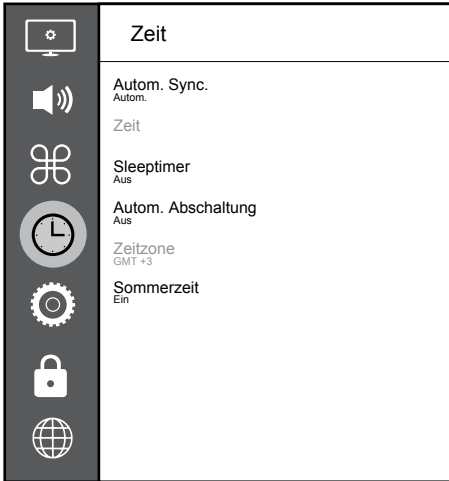 Zeit
Autom. Sync.
Autom.
Zeit
Sleeptimer
Aus
Autom. Abschaltung
Aus
Zeitzone
GMT +3
Sommerzeit
Ein